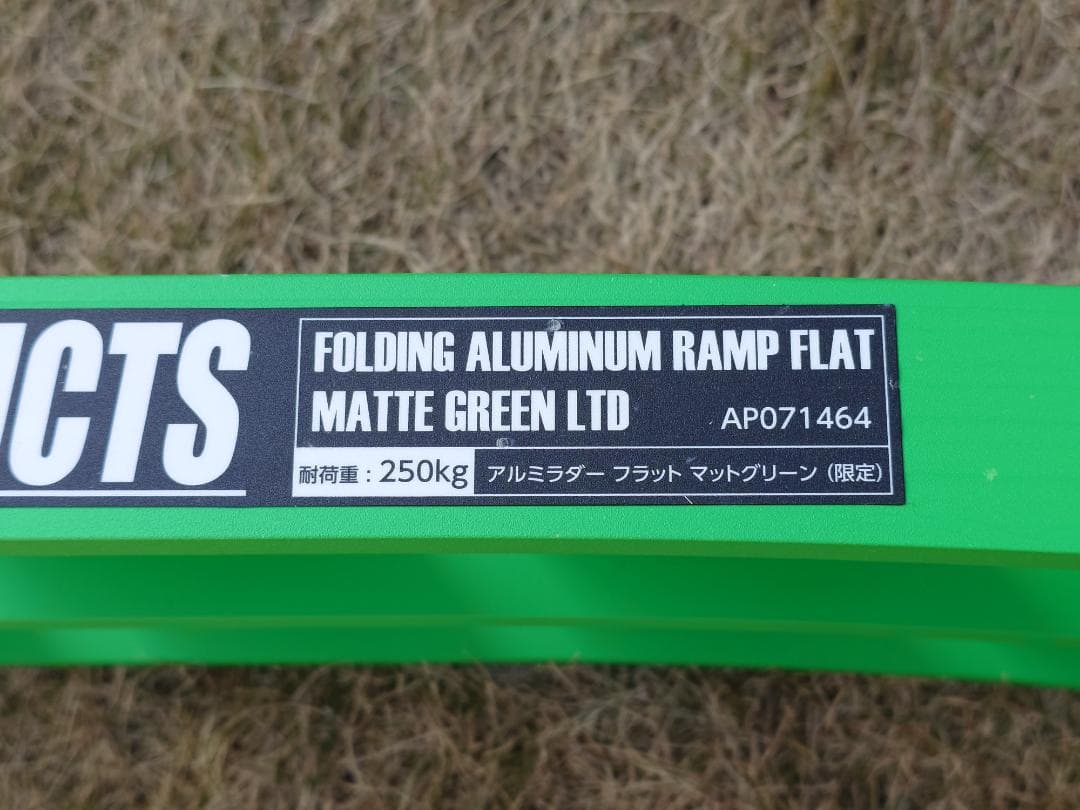 FOLDING ALUMINUM RAMP FLAT
MATTE GREEN LTD AP071464
耐荷重：250kg アルミラダー フラット マットグリーン（限定）